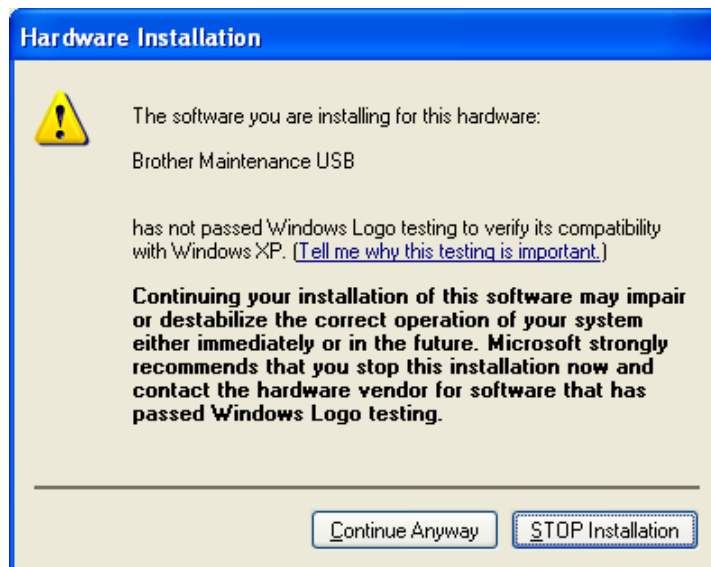 Hardware Installation
The software you are installing for this hardware:
Brother Maintenance USB
has not passed Windows Logo testing to verify its compatibility
with Windows XP. (Tell me why this testing is important.)
Continuing your installation of this software may impair
or destabilize the correct operation of your system
either immediately or in the future. Microsoft strongly
recommends that you stop this installation now and
contact the hardware vendor for software that has
passed Windows Logo testing.
Continue Anyway
STOP Installation